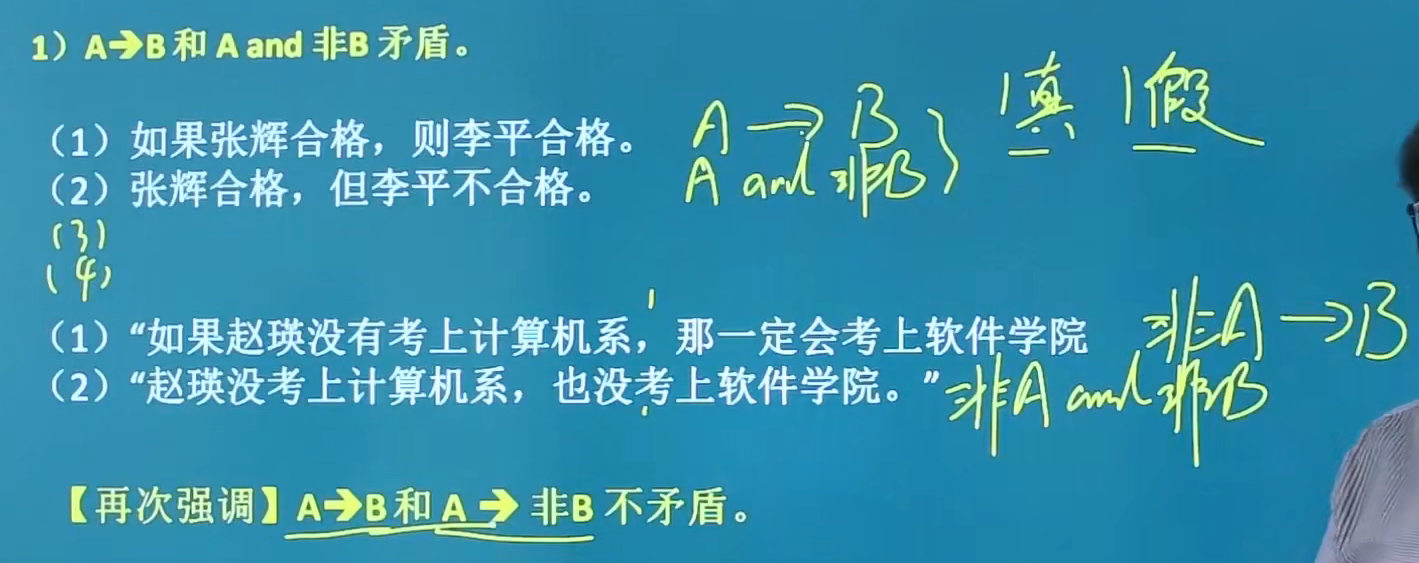 1）A→B 和 A and 非B 矛盾。
（1）如果张辉合格，则李平合格。
A → B
1真 1假
（2）张辉合格，但李平不合格。
A and 非B
(3)
(4)
（1）“如果赵瑛没有考上计算机系，那一定会考上软件学院
非A → B
（2）“赵瑛没考上计算机系，也没考上软件学院。”
非A and 非B
【再次强调】A→B 和 A → 非B 不矛盾。